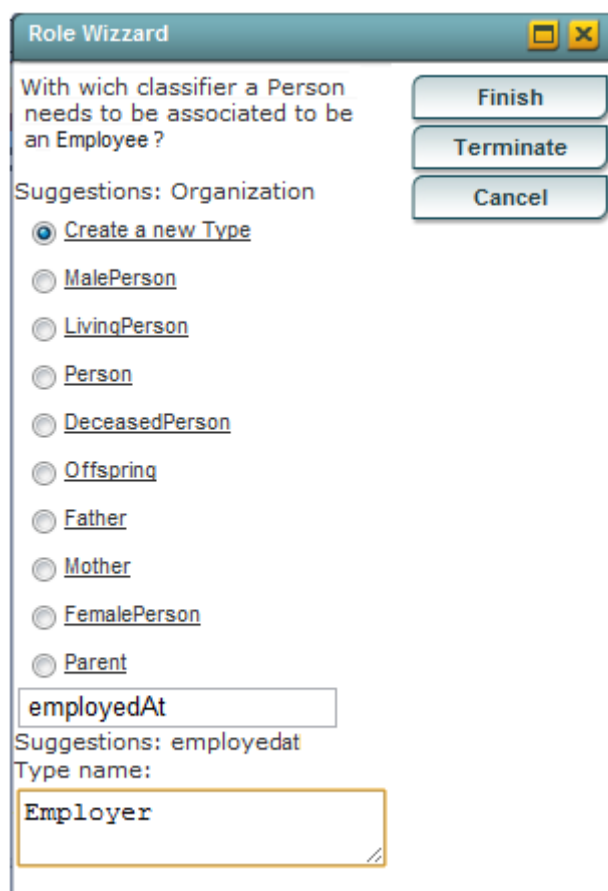 Role Wizzard
With wich classifier a Person
needs to be associated to be
an Employee ?
Finish
Terminate
Cancel
Suggestions: Organization
Create a new Type
MalePerson
LivingPerson
Person
DeceasedPerson
Offspring
Father
Mother
FemalePerson
Parent
employedAt
Suggestions: employedat
Type name:
Employer